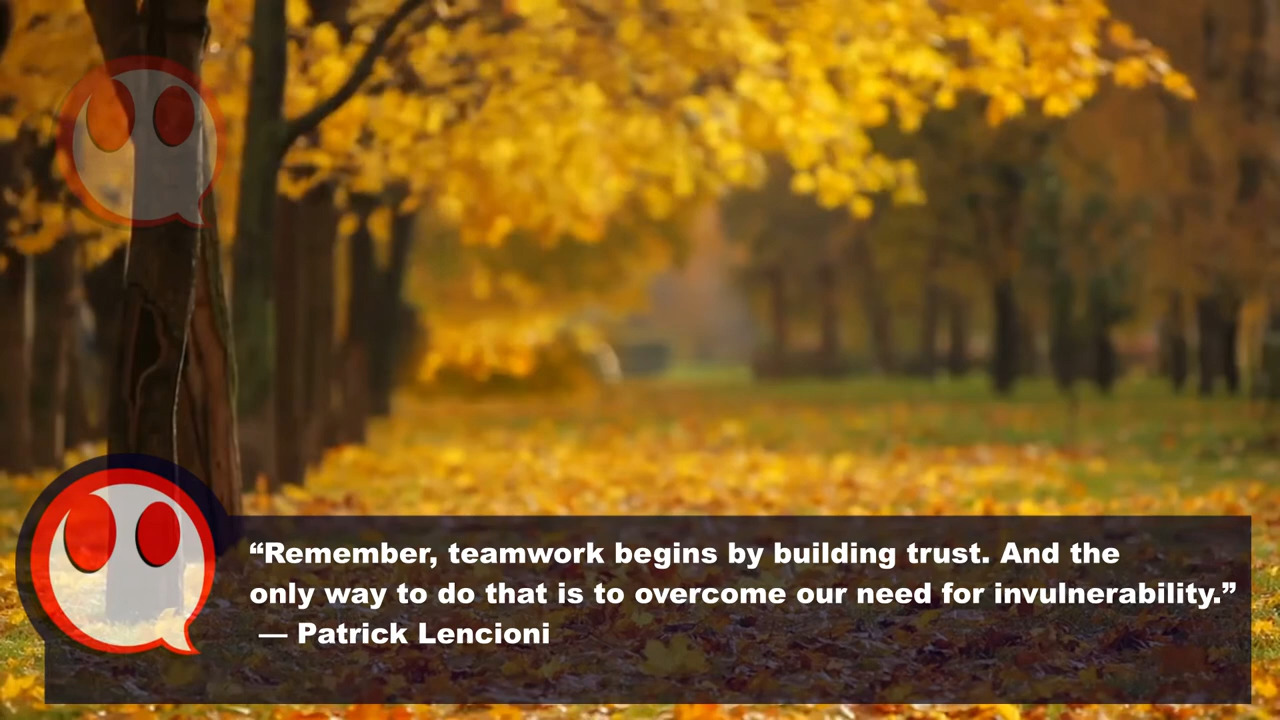 “Remember, teamwork begins by building trust. And the
only way to do that is to overcome our need for invulnerability.”
— Patrick Lencioni